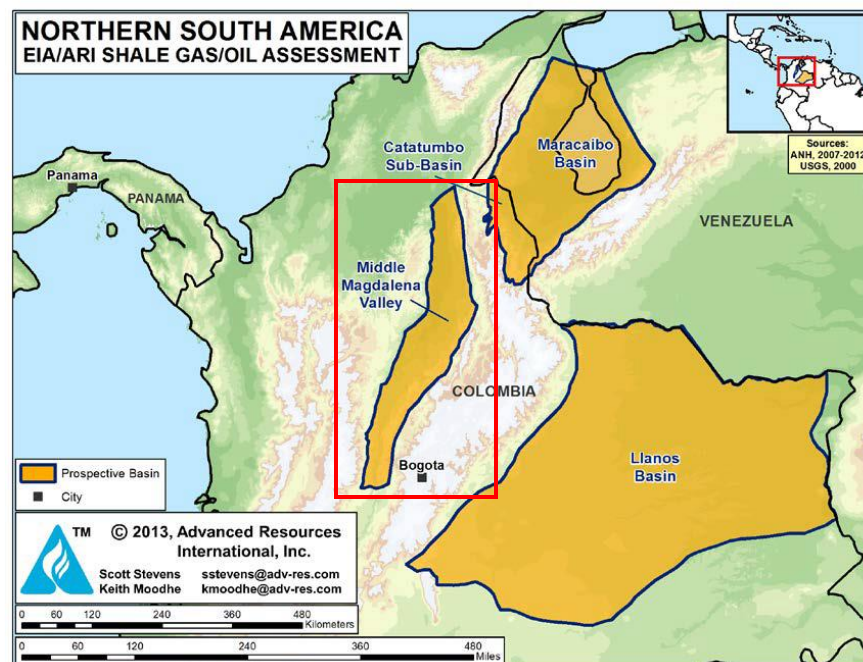 NORTHERN SOUTH AMERICA
EIA/ARI SHALE GAS/OIL ASSESSMENT
Sources:
ANH, 2007-2012
USGS, 2000
Catatumbo
Sub-Basin
Maracaibo
Basin
Panama
PANAMA
VENEZUELA
Middle
Magdalena
Valley
COLOMBIA
Bogota
Llanos
Basin
Prospective Basin
City
TM
© 2013, Advanced Resources
International, Inc.
Scott Stevens sstevens@adv-res.com
Keith Moodhe kmoodhe@adv-res.com
0 60 120 240 360 480
Kilometers
0 60 120 240 360 480
Miles